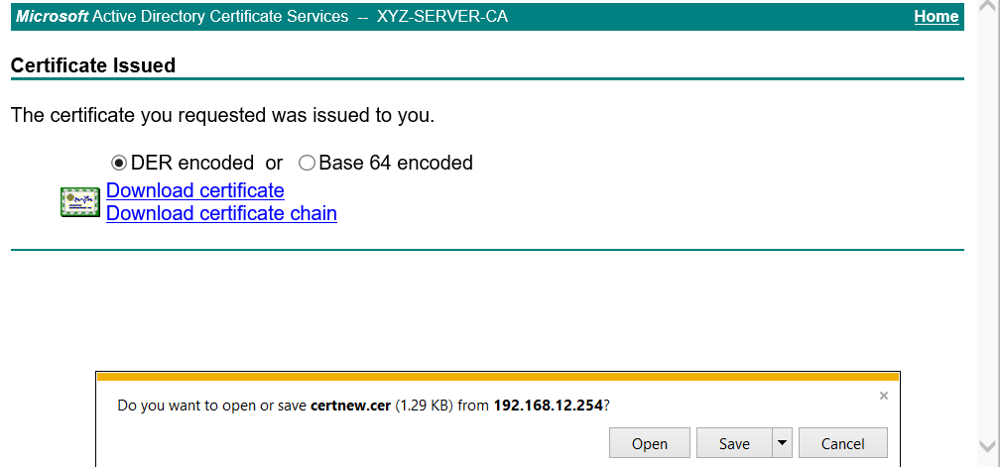 Microsoft Active Directory Certificate Services -- XYZ-SERVER-CA Home
Certificate Issued
The certificate you requested was issued to you.
DER encoded or Base 64 encoded
Download certificate
Download certificate chain
Do you want to open or save certnew.cer (1.29 KB) from 192.168.12.254?
Open Save Cancel